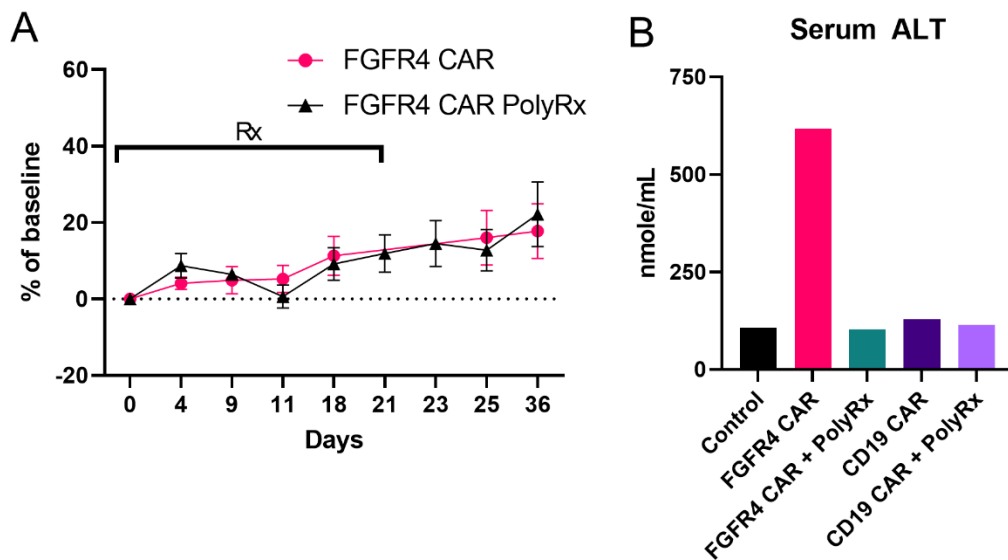 A
FGFR4 CAR
FGFR4 CAR PolyRx
Rx
% of baseline
60
40
20
0
-20
0 4 9 11 18 21 23 25 36
Days
B
Serum ALT
nmole/mL
750
500
250
0
Control
FGFR4 CAR
FGFR4 CAR + PolyRx
CD19 CAR
CD19 CAR + PolyRx